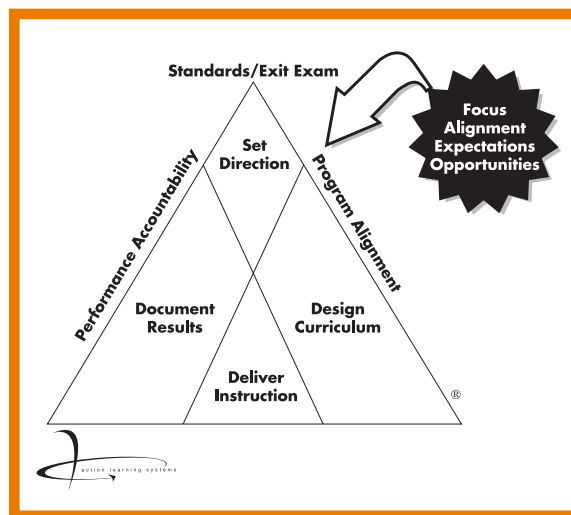 Standards/Exit Exam
Focus
Alignment
Expectations
Opportunities
Set
Direction
Performance Accountability
Program Alignment
Document
Results
Design
Curriculum
Deliver
Instruction
®
action learning systems